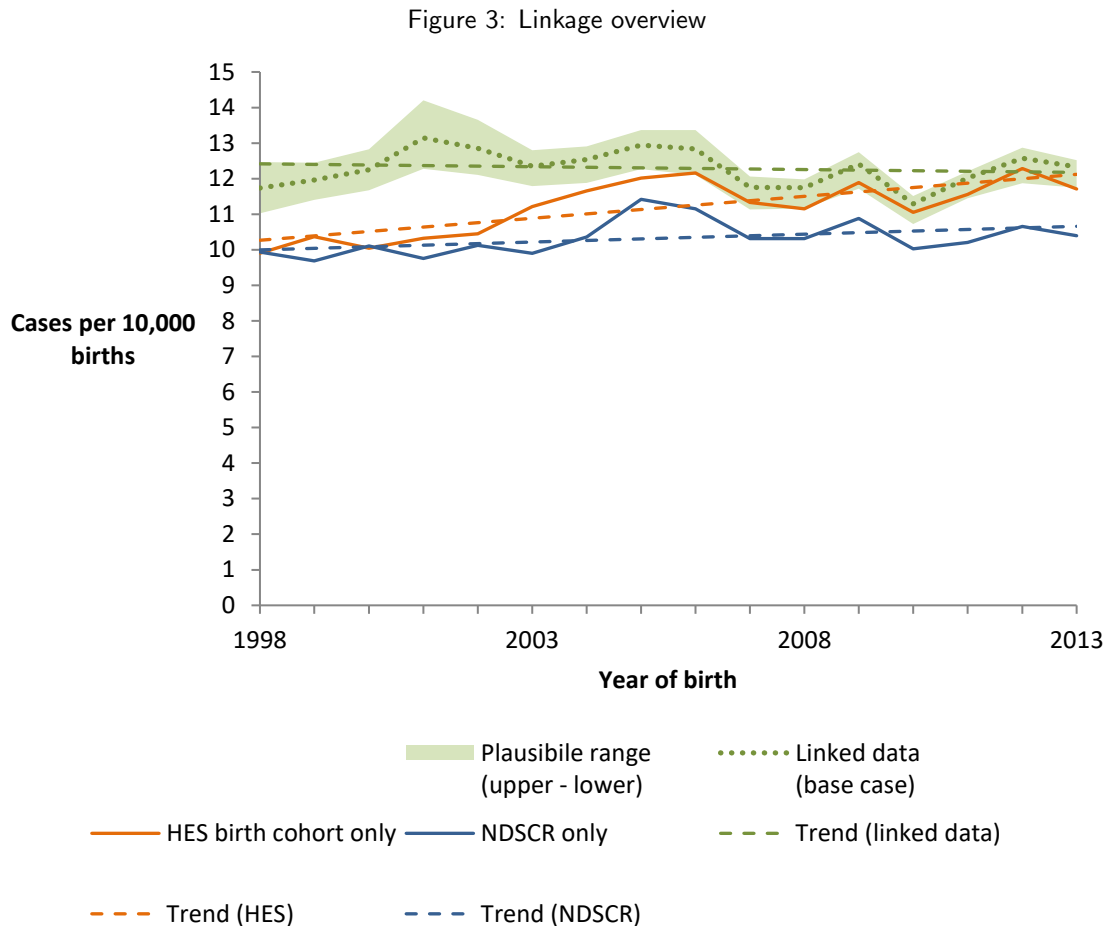 Figure 3: Linkage overview
15
14
13
12
11
10
9
8
7
6
5
4
3
2
1
0
Cases per 10,000
births
1998
2003
2008
2013
Year of birth
Plausibile range
(upper - lower)
Linked data
(base case)
HES birth cohort only
NDSCR only
Trend (linked data)
Trend (HES)
Trend (NDSCR)